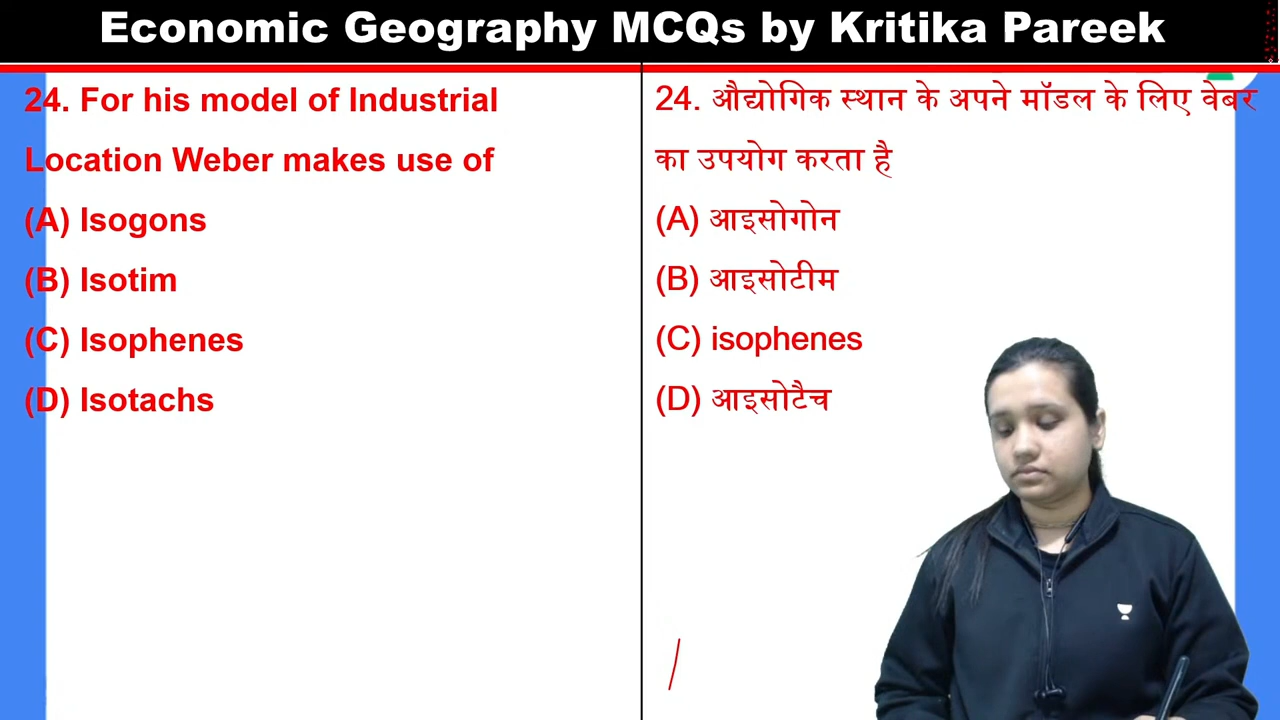 Economic Geography MCQs by Kritika Pareek
24. For his model of Industrial
Location Weber makes use of
(A) Isogons
(B) Isotim
(C) Isophenes
(D) Isotachs
24. औद्योगिक स्थान के अपने मॉडल के लिए वेबर
का उपयोग करता है
(A) आइसोगोन
(B) आइसोटीम
(C) isophenes
(D) आइसोटैच